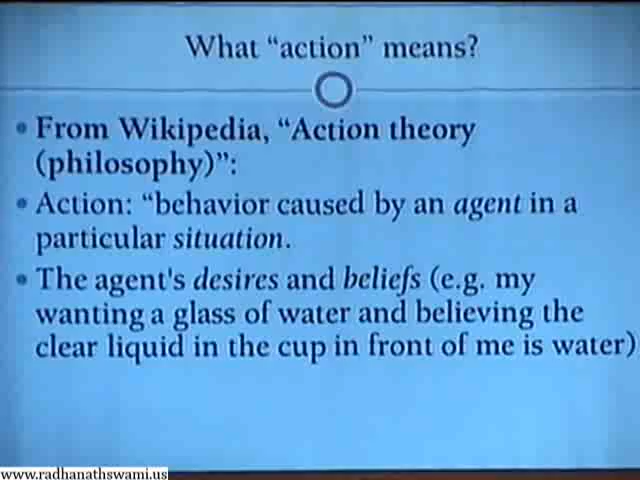 What “action” means?
• From Wikipedia, “Action theory
(philosophy)”:
• Action: “behavior caused by an agent in a
particular situation.
• The agent's desires and beliefs (e.g. my
wanting a glass of water and believing the
clear liquid in the cup in front of me is water)
www.radhanathswami.us